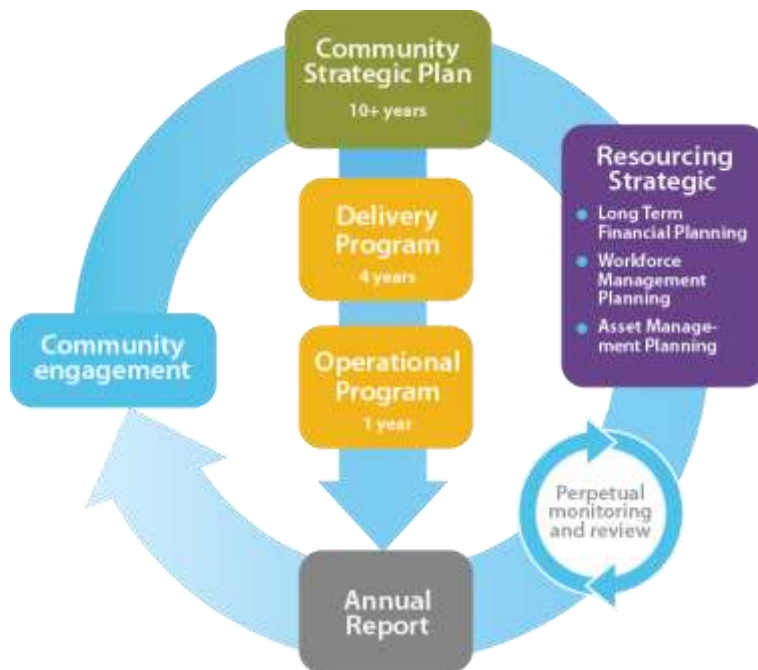 Community
Strategic Plan
10+ years
Resourcing
Strategic
Long Term
Financial Planning
Workforce
Management
Planning
Asset Manage-
ment Planning
Delivery
Program
4 years
Community
engagement
Operational
Program
1 year
Perpetual
monitoring
and review
Annual
Report